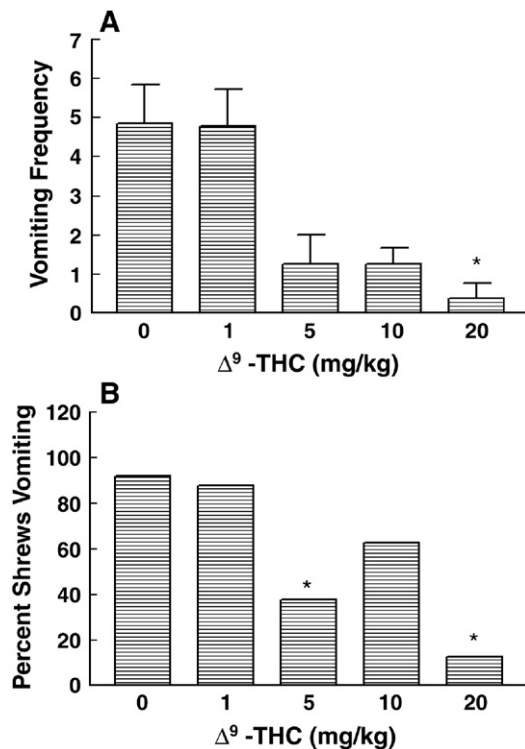 A
7
6
5
4
3
2
1
0
Vomiting Frequency
*
0 1 5 10 20
Δ⁹ -THC (mg/kg)
B
120
100
80
60
40
20
0
Percent Shrews Vomiting
*
*
0 1 5 10 20
Δ⁹ -THC (mg/kg)